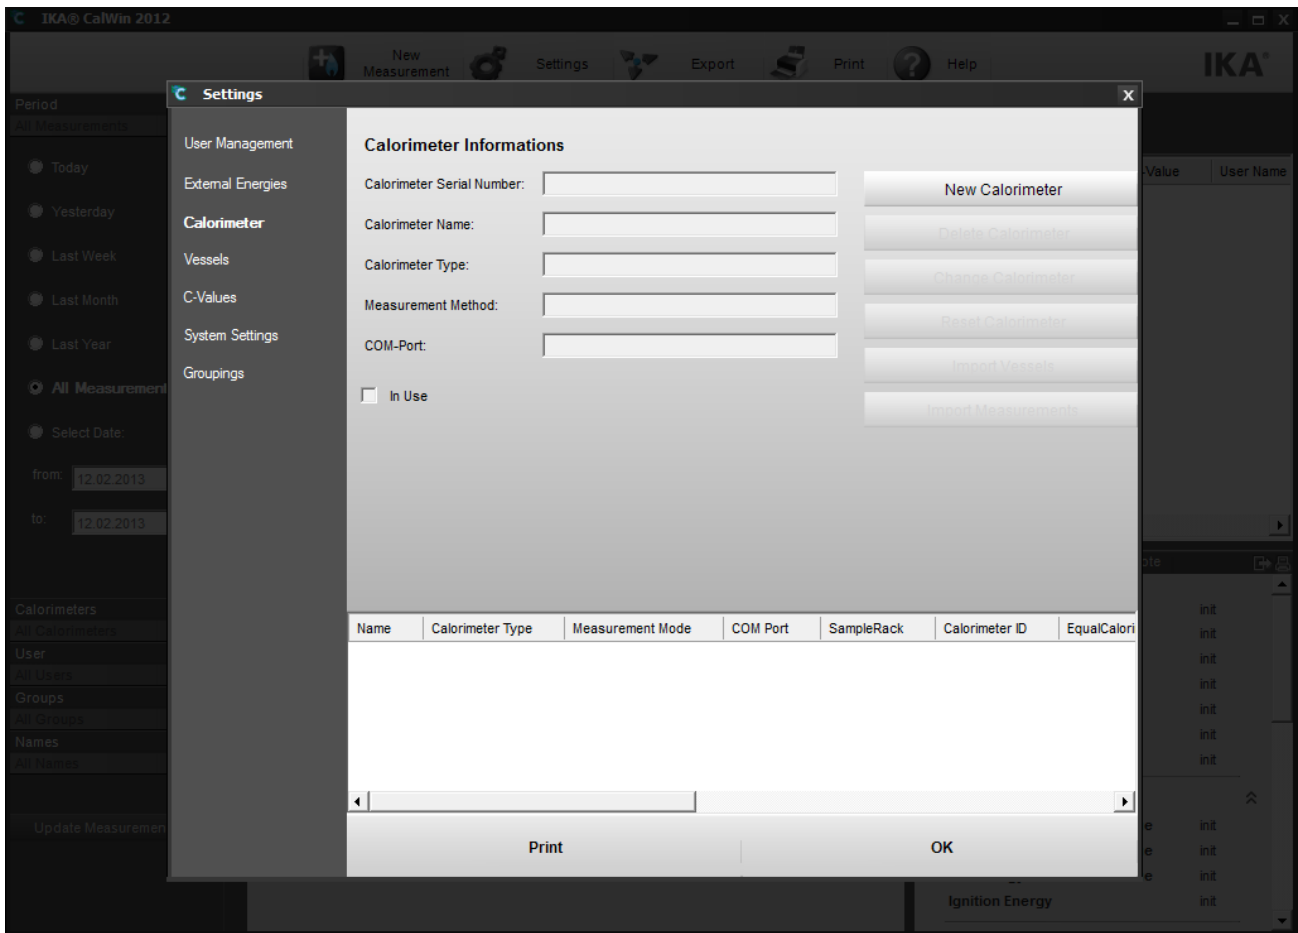 IKA® CalWin 2012
New
Measurement
Settings
Export
Print
Help
IKA®
Period
All Measurements
Today
Yesterday
Last Week
Last Month
Last Year
All Measurement
Select Date:
from: 12.02.2013
to: 12.02.2013
Calorimeters
All Calorimeters
User
All Users
Groups
All Groups
Names
All Names
Update Measuremen
Settings
X
User Management
External Energies
Calorimeter
Vessels
C-Values
System Settings
Groupings
Calorimeter Informations
Calorimeter Serial Number:
Calorimeter Name:
Calorimeter Type:
Measurement Method:
COM-Port:
In Use
New Calorimeter
Delete Calorimeter
Change Calorimeter
Reset Calorimeter
Import Vessels
Import Measurements
Name Calorimeter Type Measurement Mode COM Port SampleRack Calorimeter ID EqualCalori
Print OK
-Value User Name
ote
init
init
init
init
init
init
init
e init
e init
e init
Ignition Energy init